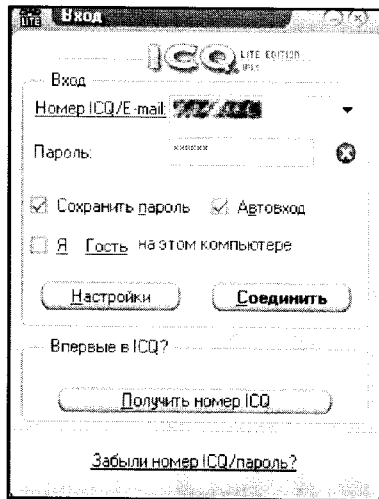 LITE Вход
ICQ LITE EDITION
Вход
Номер ICQ/E-mail:
Пароль: ××××××
Сохранить пароль Автовход
Я Гость на этом компьютере
Настройки Соединить
Впервые в ICQ?
Получить номер ICQ
Забыли номер ICQ/пароль?